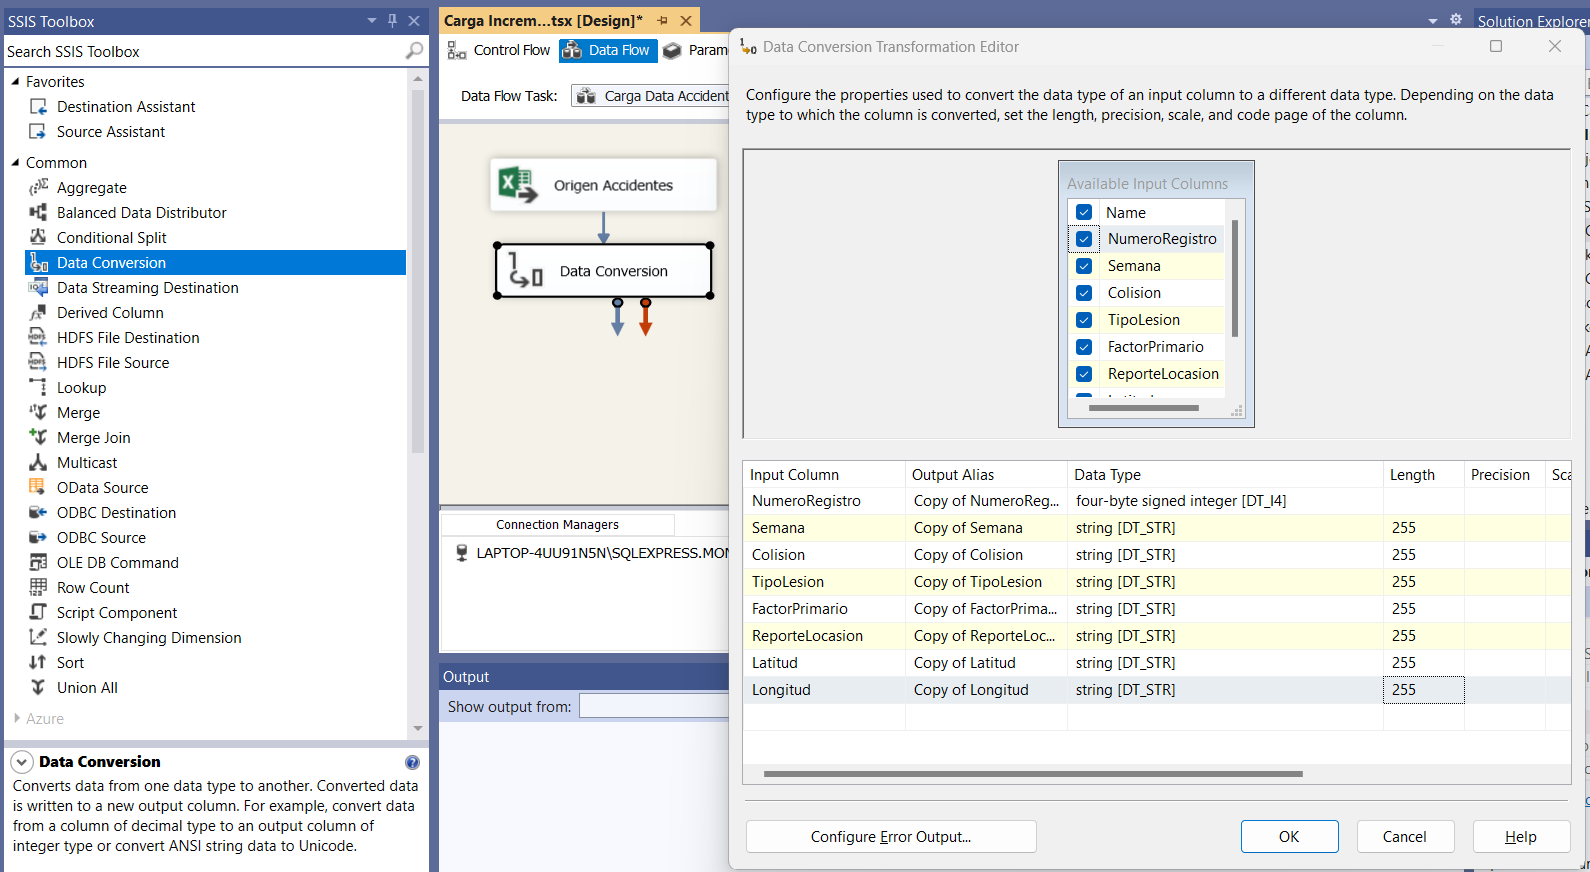 SSIS Toolbox
Search SSIS Toolbox
Favorites
Destination Assistant
Source Assistant
Common
Aggregate
Balanced Data Distributor
Conditional Split
Data Conversion
Data Streaming Destination
Derived Column
HDFS File Destination
HDFS File Source
Lookup
Merge
Merge Join
Multicast
OData Source
ODBC Destination
ODBC Source
OLE DB Command
Row Count
Script Component
Slowly Changing Dimension
Sort
Union All
Azure
Data Conversion
Converts data from one data type to another. Converted data
is written to a new output column. For example, convert data
from a column of decimal type to an output column of
integer type or convert ANSI string data to Unicode.
Carga Increm...tsx [Design]*
Control Flow Data Flow Param
Data Flow Task: Carga Data Accident
Origen Accidentes
Data Conversion
Connection Managers
LAPTOP-4UU91N5N\SQLEXPRESS.MON
Output
Show output from:
Solution Explorer
Data Conversion Transformation Editor
Configure the properties used to convert the data type of an input column to a different data type. Depending on the data
type to which the column is converted, set the length, precision, scale, and code page of the column.
Available Input Columns
Name
NumeroRegistro
Semana
Colision
TipoLesion
FactorPrimario
ReporteLocasion
Input Column Output Alias Data Type Length Precision Sca
NumeroRegistro Copy of NumeroReg... four-byte signed integer [DT_I4]
Semana Copy of Semana string [DT_STR] 255
Colision Copy of Colision string [DT_STR] 255
TipoLesion Copy of TipoLesion string [DT_STR] 255
FactorPrimario Copy of FactorPrima... string [DT_STR] 255
ReporteLocasion Copy of ReporteLoc... string [DT_STR] 255
Latitud Copy of Latitud string [DT_STR] 255
Longitud Copy of Longitud string [DT_STR] 255
Configure Error Output... OK Cancel Help